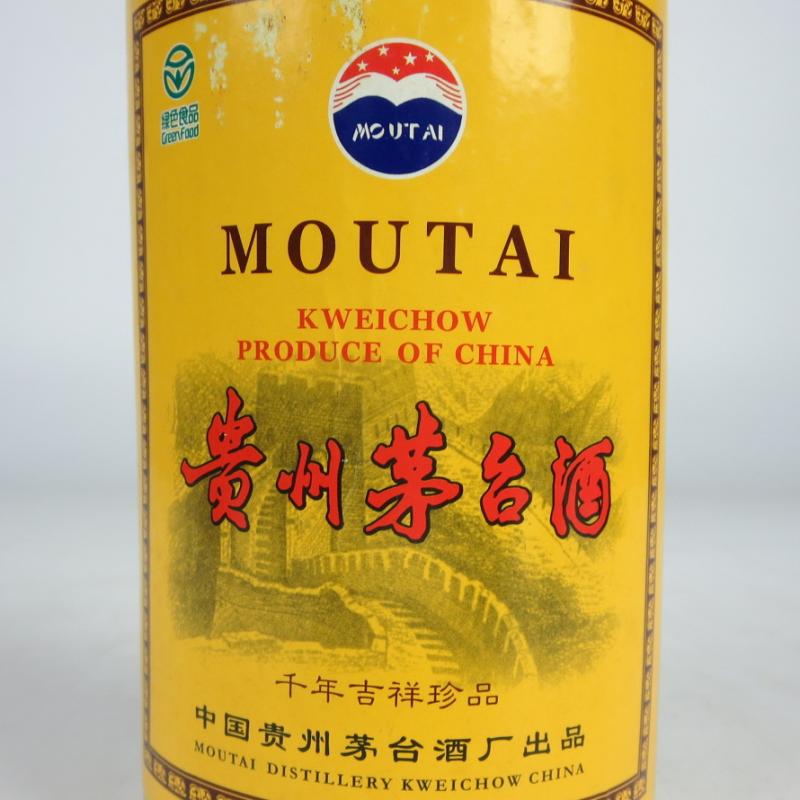 绿色食品
GreenFood
MOUTAI
MOUTAI
KWEICHOW
PRODUCE OF CHINA
贵州茅台酒
千年吉祥珍品
中国贵州茅台酒厂出品
MOUTAI DISTILLERY KWEICHOW CHINA